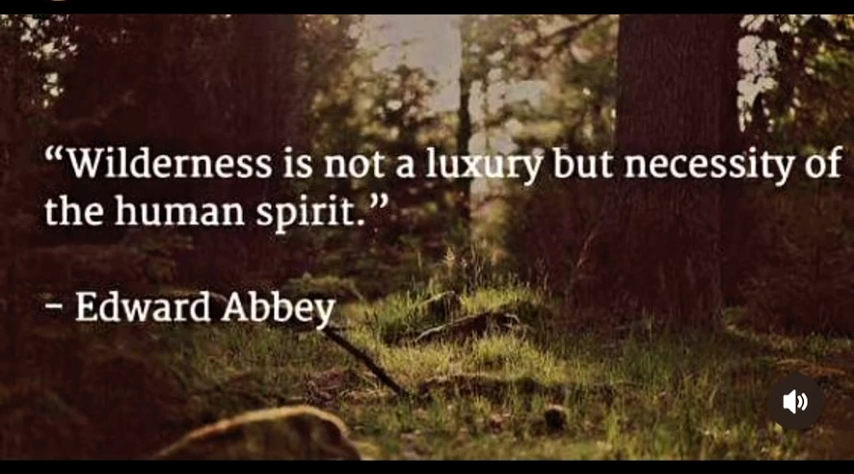 “Wilderness is not a luxury but necessity of
the human spirit.”
– Edward Abbey